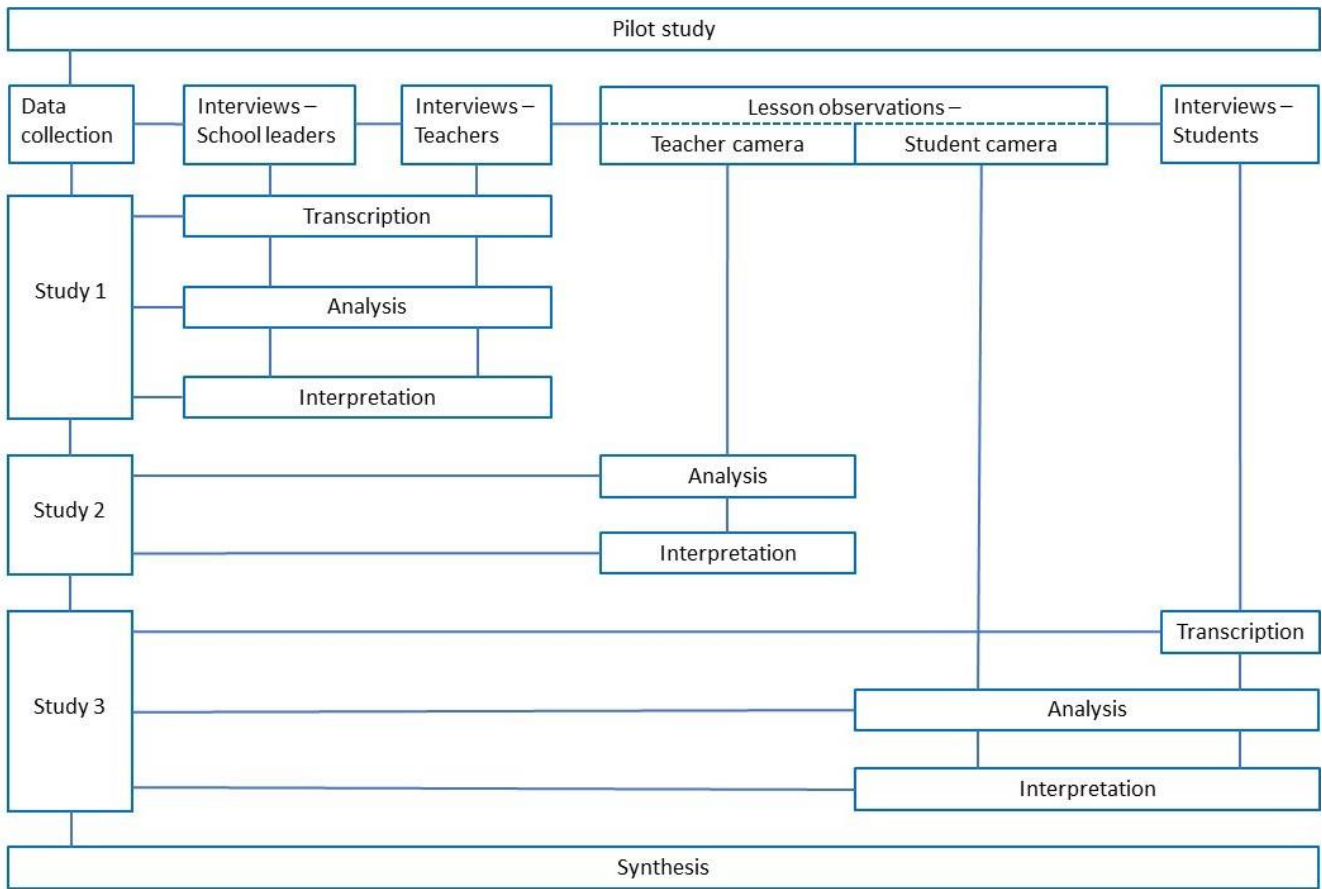 Pilot study
Data
collection
Interviews –
School leaders
Interviews –
Teachers
Lesson observations –
Teacher camera
Student camera
Interviews –
Students
Study 1
Transcription
Analysis
Interpretation
Study 2
Analysis
Interpretation
Study 3
Transcription
Analysis
Interpretation
Synthesis